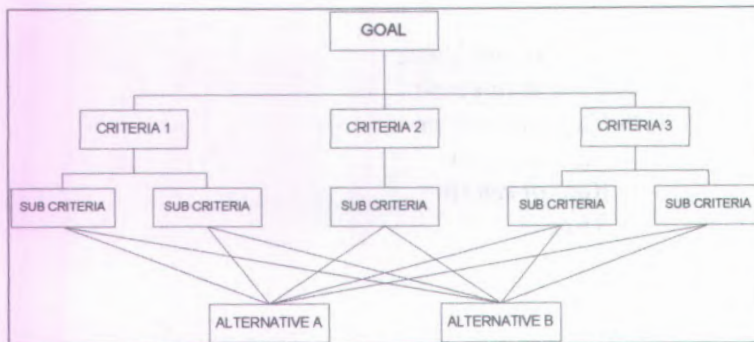 GOAL
CRITERIA 1 CRITERIA 2 CRITERIA 3
SUB CRITERIA SUB CRITERIA SUB CRITERIA SUB CRITERIA SUB CRITERIA
ALTERNATIVE A ALTERNATIVE B